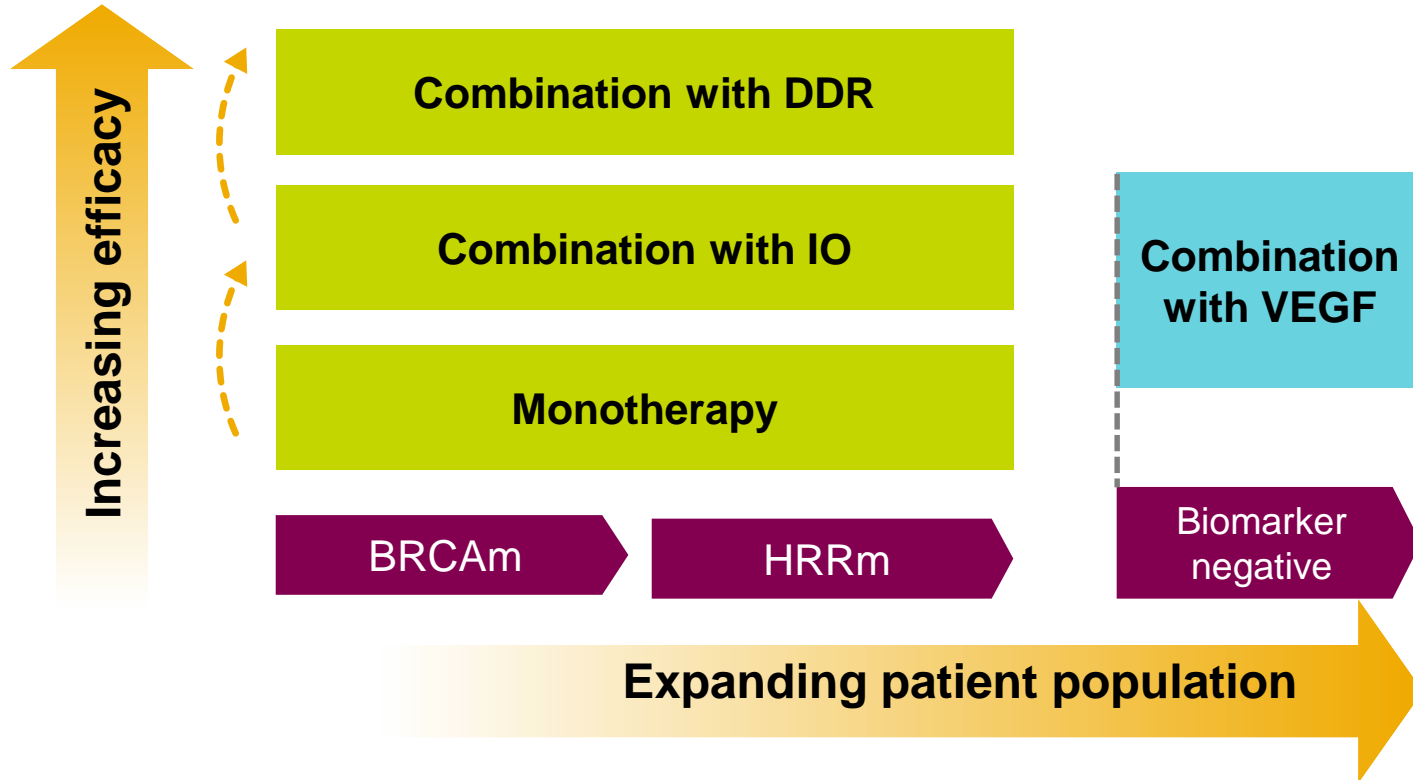 Increasing efficacy
Combination with DDR
Combination with IO
Monotherapy
Combination
with VEGF
BRCAm
HRRm
Biomarker
negative
Expanding patient population